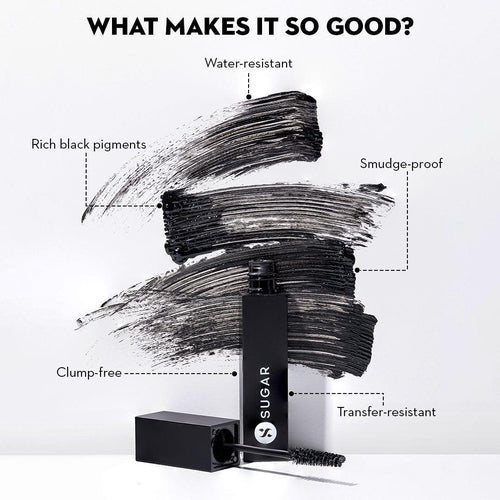 WHAT MAKES IT SO GOOD?
Water-resistant
Rich black pigments
Smudge-proof
Clump-free
SUGAR
Transfer-resistant